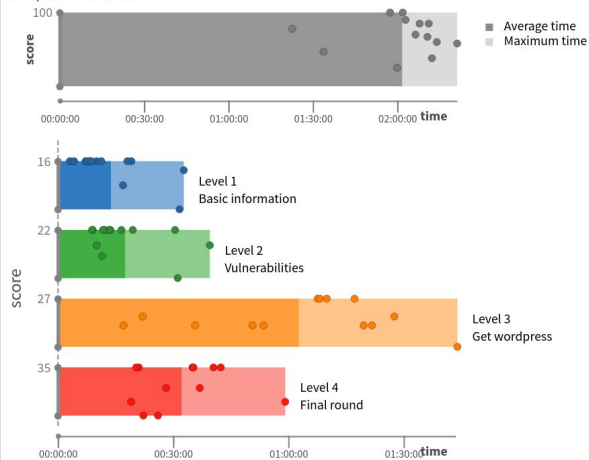 100
score
Average time
Maximum time
00:00:00 00:30:00 01:00:00 01:30:00 02:00:00 time
16
Level 1
Basic information
22
Level 2
Vulnerabilities
score
27
Level 3
Get wordpress
35
Level 4
Final round
00:00:00 00:30:00 01:00:00 01:30:00 time